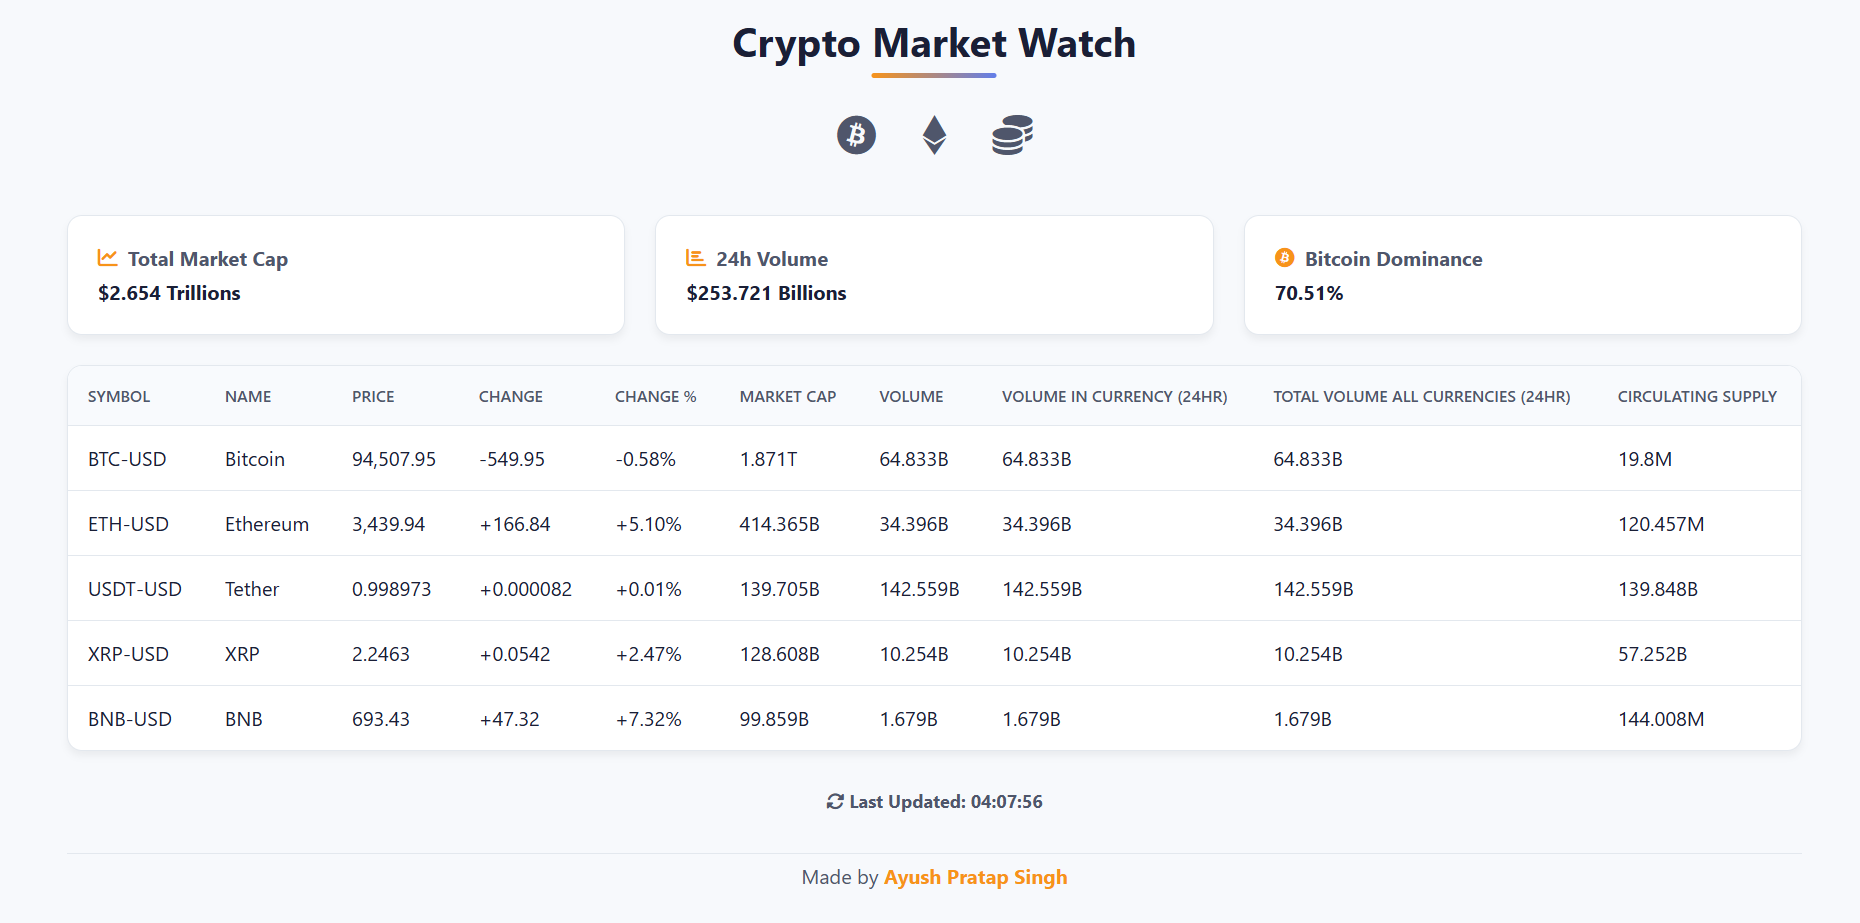 Crypto Market Watch
Total Market Cap
$2.654 Trillions
24h Volume
$253.721 Billions
Bitcoin Dominance
70.51%
SYMBOL NAME PRICE CHANGE CHANGE % MARKET CAP VOLUME VOLUME IN CURRENCY (24HR) TOTAL VOLUME ALL CURRENCIES (24HR) CIRCULATING SUPPLY
BTC-USD Bitcoin 94,507.95 -549.95 -0.58% 1.871T 64.833B 64.833B 64.833B 19.8M
ETH-USD Ethereum 3,439.94 +166.84 +5.10% 414.365B 34.396B 34.396B 34.396B 120.457M
USDT-USD Tether 0.998973 +0.000082 +0.01% 139.705B 142.559B 142.559B 142.559B 139.848B
XRP-USD XRP 2.2463 +0.0542 +2.47% 128.608B 10.254B 10.254B 10.254B 57.252B
BNB-USD BNB 693.43 +47.32 +7.32% 99.859B 1.679B 1.679B 1.679B 144.008M
Last Updated: 04:07:56
Made by Ayush Pratap Singh